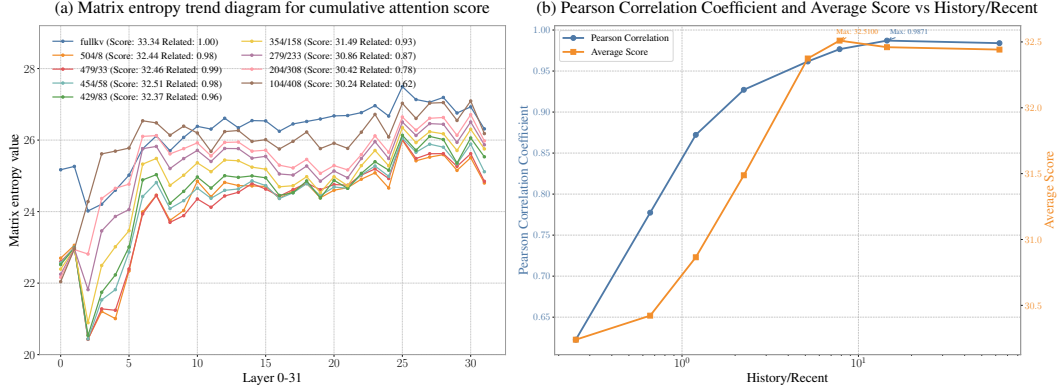 (a) Matrix entropy trend diagram for cumulative attention score
fullkv (Score: 33.34 Related: 1.00)
504/8 (Score: 32.44 Related: 0.98)
479/33 (Score: 32.46 Related: 0.99)
454/58 (Score: 32.51 Related: 0.98)
429/83 (Score: 32.37 Related: 0.96)
354/158 (Score: 31.49 Related: 0.93)
279/233 (Score: 30.86 Related: 0.87)
204/308 (Score: 30.42 Related: 0.78)
104/408 (Score: 30.24 Related: 0.62)
Matrix entropy value
28
26
24
22
20
0
5
10
15
20
25
30
Layer 0-31
(b) Pearson Correlation Coefficient and Average Score vs History/Recent
Pearson Correlation
Average Score
Max: 32.5100
Max: 0.9871
Pearson Correlation Coefficient
1.00
0.95
0.90
0.85
0.80
0.75
0.70
0.65
10⁰
10¹
History/Recent
32.5
32.0
31.5
31.0
30.5
Average Score